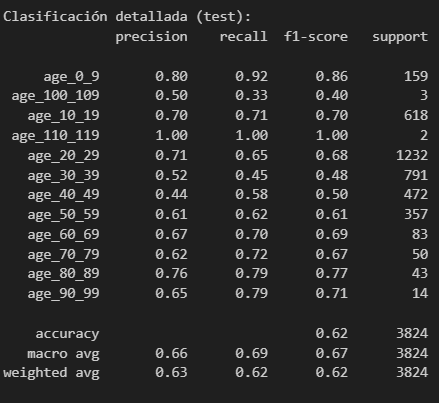 Clasificación detallada (test):
precision recall f1-score support
age_0_9 0.80 0.92 0.86 159
age_100_109 0.50 0.33 0.40 3
age_10_19 0.70 0.71 0.70 618
age_110_119 1.00 1.00 1.00 2
age_20_29 0.71 0.65 0.68 1232
age_30_39 0.52 0.45 0.48 791
age_40_49 0.44 0.58 0.50 472
age_50_59 0.61 0.62 0.61 357
age_60_69 0.67 0.70 0.69 83
age_70_79 0.62 0.72 0.67 50
age_80_89 0.76 0.79 0.77 43
age_90_99 0.65 0.79 0.71 14
accuracy 0.62 3824
macro avg 0.66 0.69 0.67 3824
weighted avg 0.63 0.62 0.62 3824